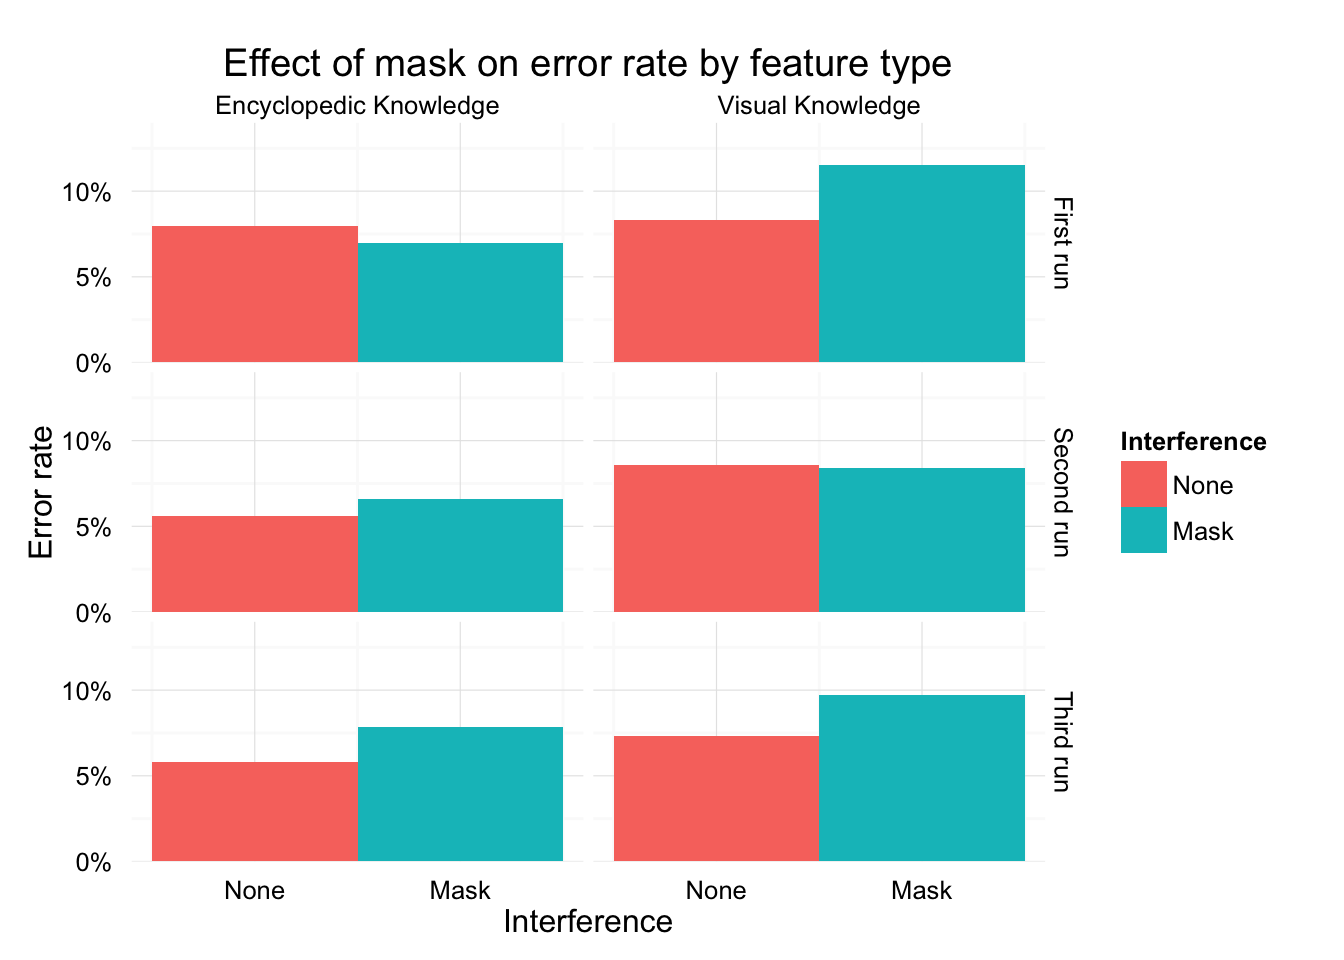 Effect of mask on error rate by feature type
Encyclopedic Knowledge
Visual Knowledge
10%
5%
0%
First run
Error rate
10%
5%
0%
Second run
Interference
None
Mask
10%
5%
0%
Third run
None
Mask
None
Mask
Interference